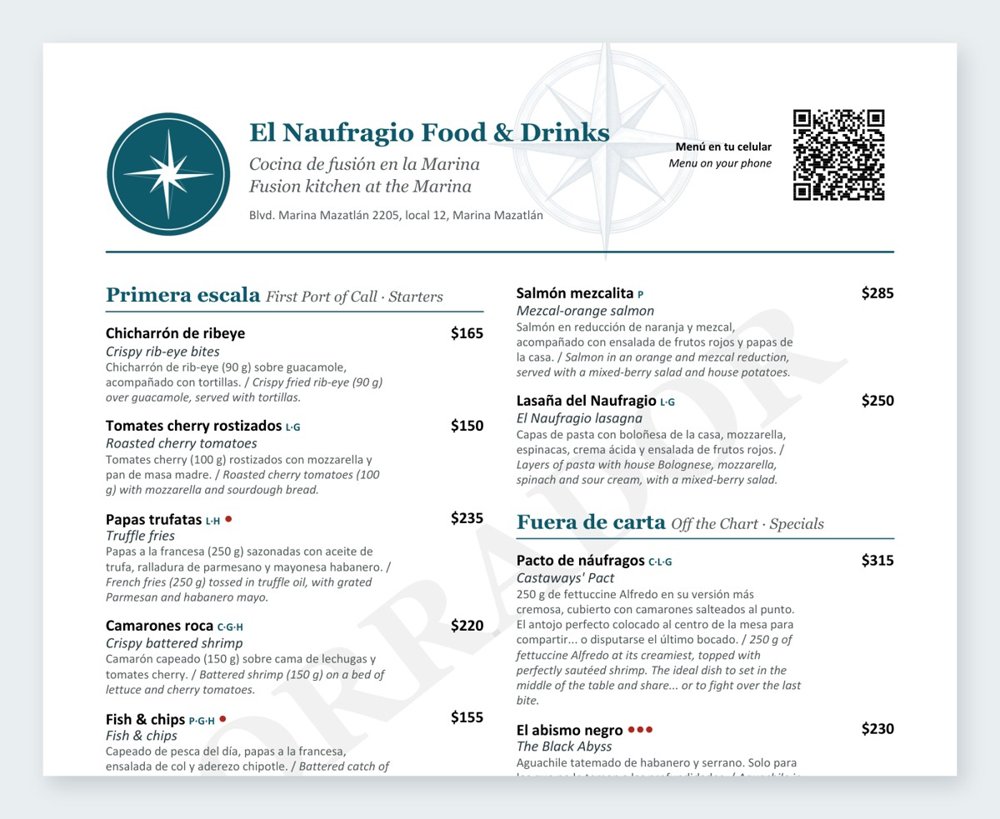 El Naufragio Food & Drinks
Cocina de fusión en la Marina
Fusion kitchen at the Marina
Blvd. Marina Mazatlán 2205, local 12, Marina Mazatlán
Menú en tu celular
Menu on your phone
Primera escala First Port of Call · Starters
Chicharrón de ribeye $165
Crispy rib-eye bites
Chicharrón de rib-eye (90 g) sobre guacamole,
acompañado con tortillas. / Crispy fried rib-eye (90 g)
over guacamole, served with tortillas.
Tomates cherry rostizados L·G $150
Roasted cherry tomatoes
Tomates cherry (100 g) rostizados con mozzarella y
pan de masa madre. / Roasted cherry tomatoes (100
g) with mozzarella and sourdough bread.
Papas trufatas L·H $235
Truffle fries
Papas a la francesa (250 g) sazonadas con aceite de
trufa, ralladura de parmesano y mayonesa habanero. /
French fries (250 g) tossed in truffle oil, with grated
Parmesan and habanero mayo.
Camarones roca C·G·H $220
Crispy battered shrimp
Camarón capeado (150 g) sobre cama de lechugas y
tomates cherry. / Battered shrimp (150 g) on a bed of
lettuce and cherry tomatoes.
Fish & chips P·G·H $155
Fish & chips
Capeado de pesca del día, papas a la francesa,
ensalada de col y aderezo chipotle. / Battered catch of
Salmón mezcalita P $285
Mezcal-orange salmon
Salmón en reducción de naranja y mezcal,
acompañado con ensalada de frutos rojos y papas de
la casa. / Salmon in an orange and mezcal reduction,
served with a mixed-berry salad and house potatoes.
Lasaña del Naufragio L·G $250
El Naufragio lasagna
Capas de pasta con boloñesa de la casa, mozzarella,
espinacas, crema ácida y ensalada de frutos rojos. /
Layers of pasta with house Bolognese, mozzarella,
spinach and sour cream, with a mixed-berry salad.
Fuera de carta Off the Chart · Specials
Pacto de náufragos C·L·G $315
Castaways' Pact
250 g de fettuccine Alfredo en su versión más
cremosa, cubierto con camarones salteados al punto.
El antojo perfecto colocado al centro de la mesa para
compartir... o disputarse el último bocado. / 250 g of
fettuccine Alfredo at its creamiest, topped with
perfectly sautéed shrimp. The ideal dish to set in the
middle of the table and share... or to fight over the last
bite.
El abismo negro $230
The Black Abyss
Aguachile tatemado de habanero y serrano. Solo para
ORRADOR